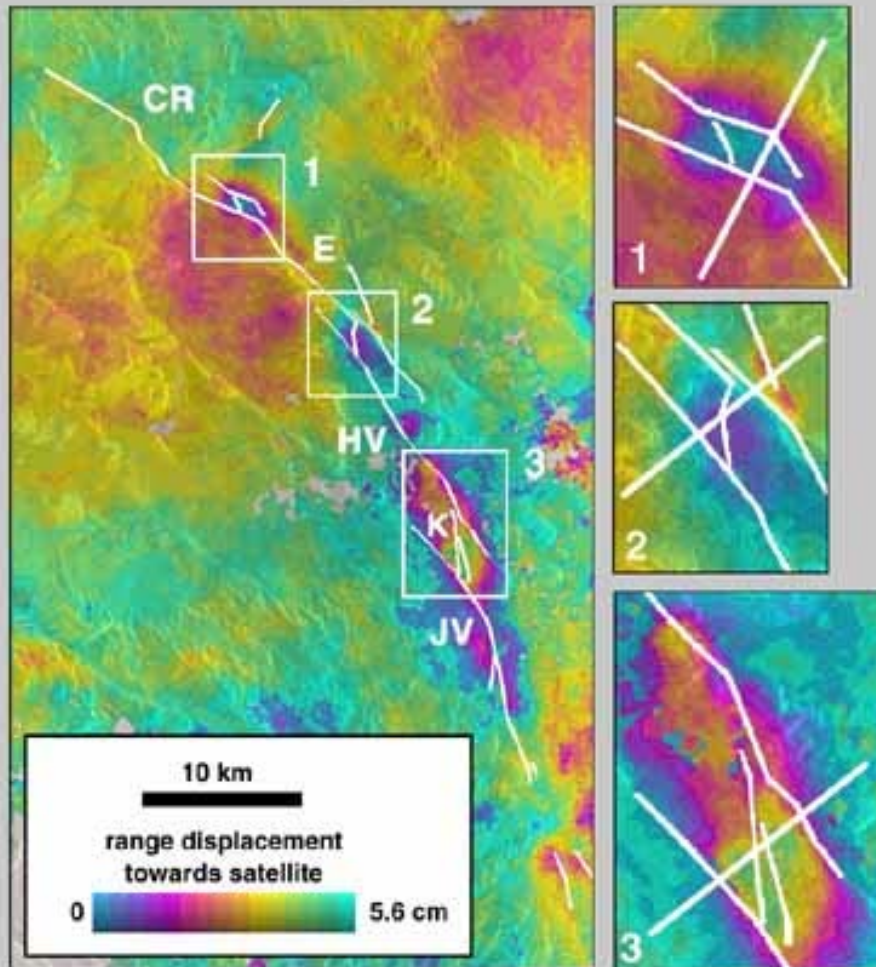 CR
1
E
2
HV
3
K
JV
10 km
range displacement
towards satellite
0 5.6 cm
1
2
3